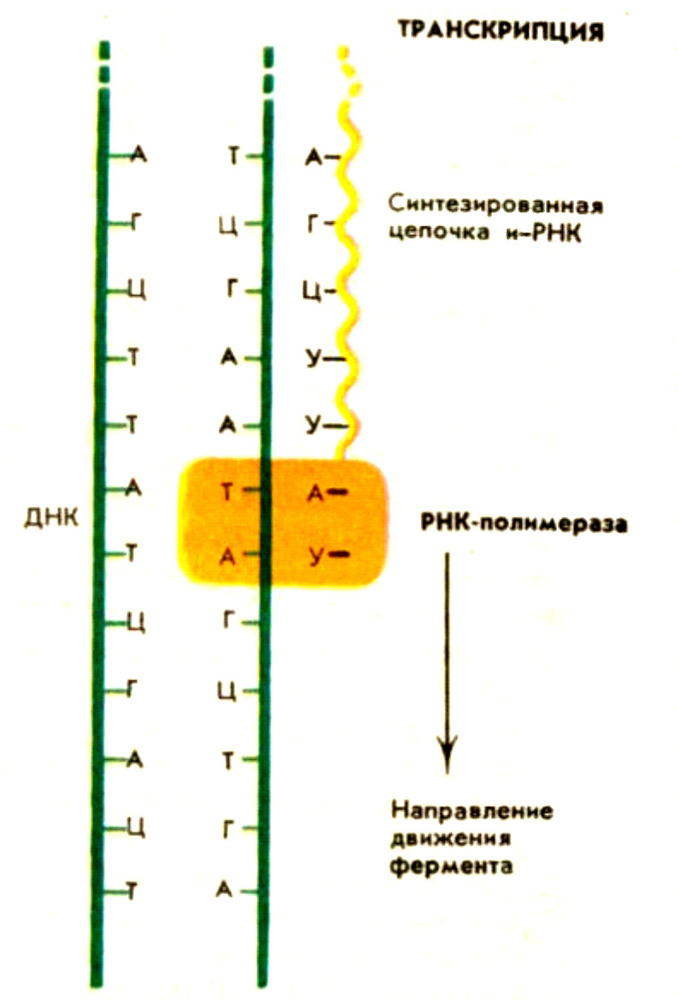 ТРАНСКРИПЦИЯ
А Т А
Г Ц Г
Синтезированная
цепочка и-РНК
Ц Г Ц
Т А У
Т А У
А Т А
ДНК
РНК-полимераза
Т А У
Ц Г
Г Ц
А Т
Направление
движения
фермента
Ц Г
Т А